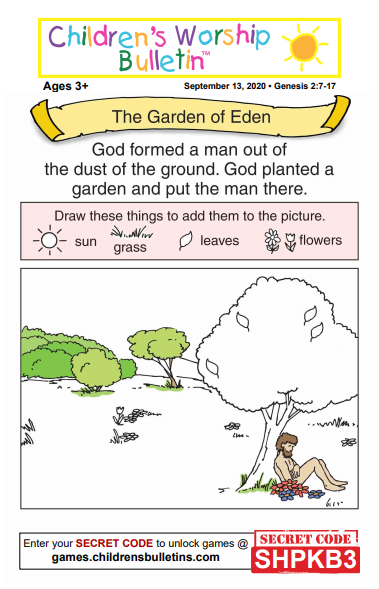 Children's Worship
Bulletin™
Ages 3+
September 13, 2020 • Genesis 2:7-17
The Garden of Eden
God formed a man out of
the dust of the ground. God planted a
garden and put the man there.
Draw these things to add them to the picture.
sun grass leaves flowers
Enter your SECRET CODE to unlock games @
games.childrensbulletins.com
SECRET CODE
SHPKB3